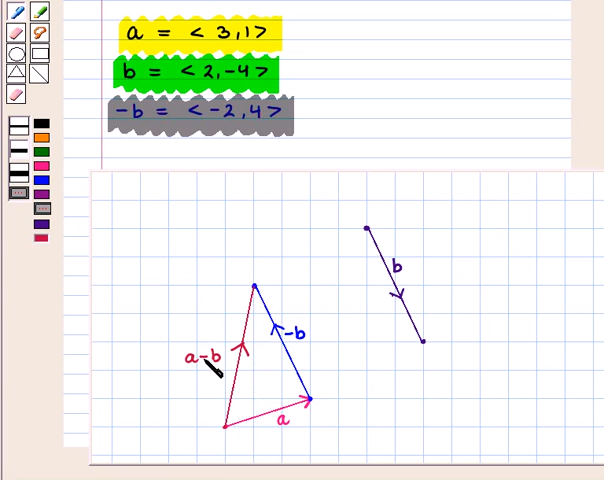 a = < 3,1>
b = < 2,-4>
-b = < -2,4>
b
-b
a-b
a